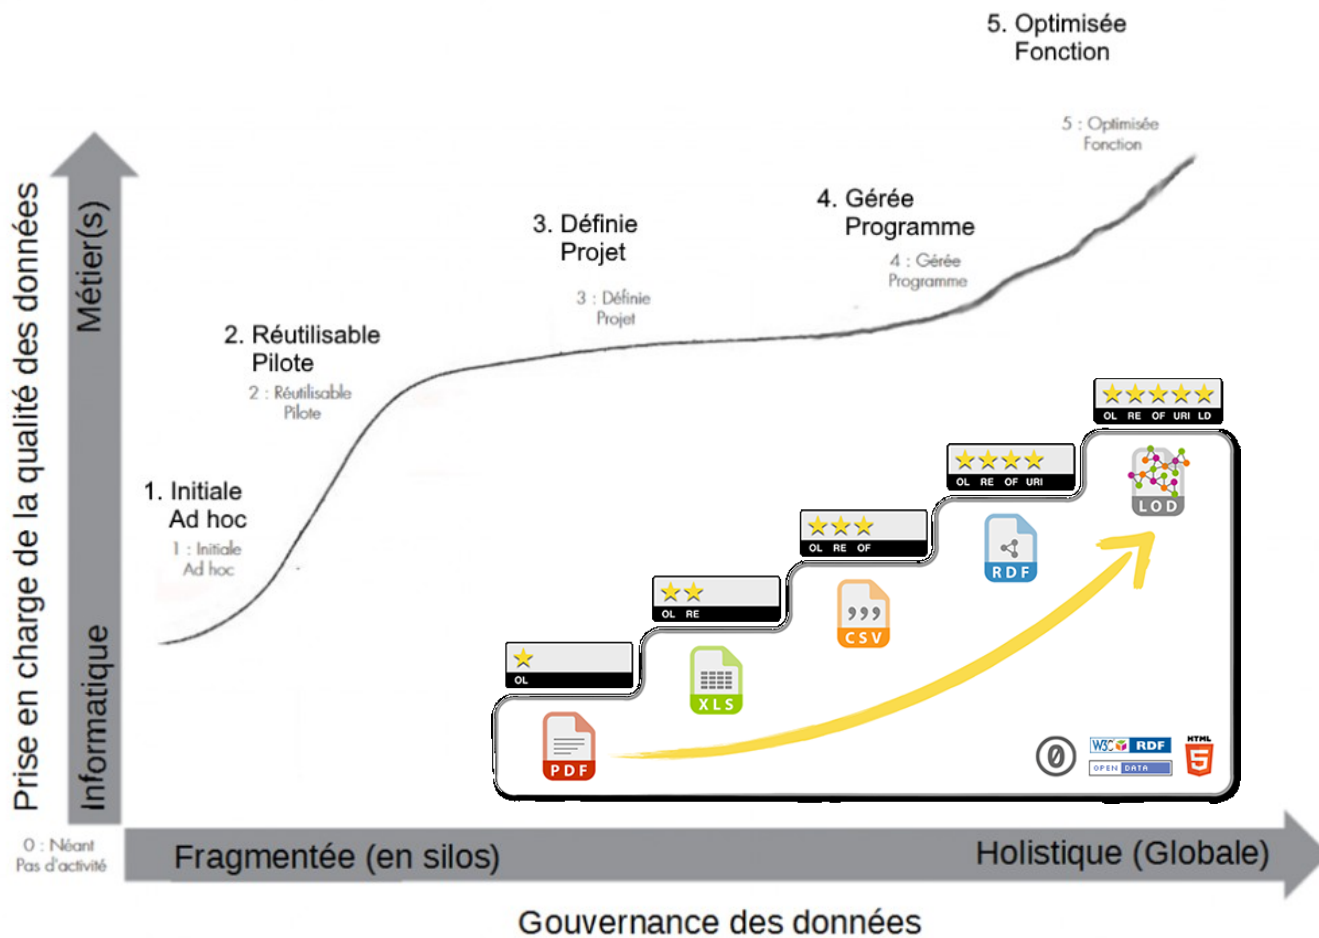 5. Optimisée
Fonction
5 : Optimisée
Fonction
4. Gérée
Programme
4 : Gérée
Programme
3. Définie
Projet
3 : Définie
Projet
2. Réutilisable
Pilote
2 : Réutilisable
Pilote
1. Initiale
Ad hoc
1 : Initiale
Ad hoc
Prise en charge de la qualité des données
Métier(s)
Informatique
OL RE OF URI LD
LOD
OL RE OF URI
RDF
OL RE OF
CSV
OL RE
XLS
OL
PDF
W3C RDF
OPEN DATA
HTML
5
0
0 : Néant
Pas d'activité
Fragmentée (en silos)
Holistique (Globale)
Gouvernance des données